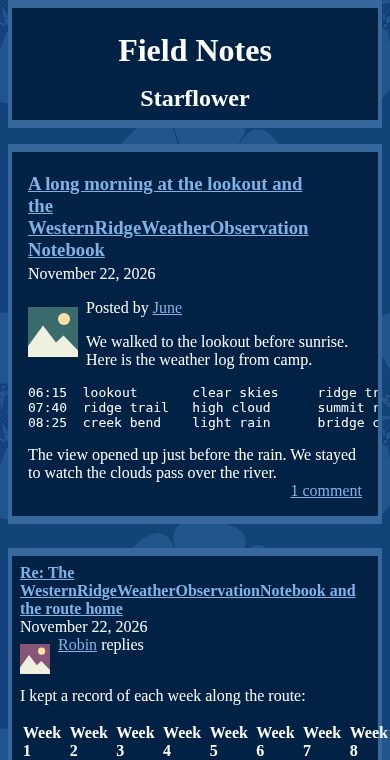 Field Notes
Starflower
A long morning at the lookout and
the
WesternRidgeWeatherObservation
Notebook
November 22, 2026
Posted by June
We walked to the lookout before sunrise.
Here is the weather log from camp.
06:15 lookout clear skies ridge
07:40 ridge trail high cloud summit
08:25 creek bend light rain bridge
The view opened up just before the rain. We stayed
to watch the clouds pass over the river.
1 comment
Re: The
WesternRidgeWeatherObservationNotebook and
the route home
November 22, 2026
Robin replies
I kept a record of each week along the route:
Week Week Week Week Week Week Week Week
1 2 3 4 5 6 7 8